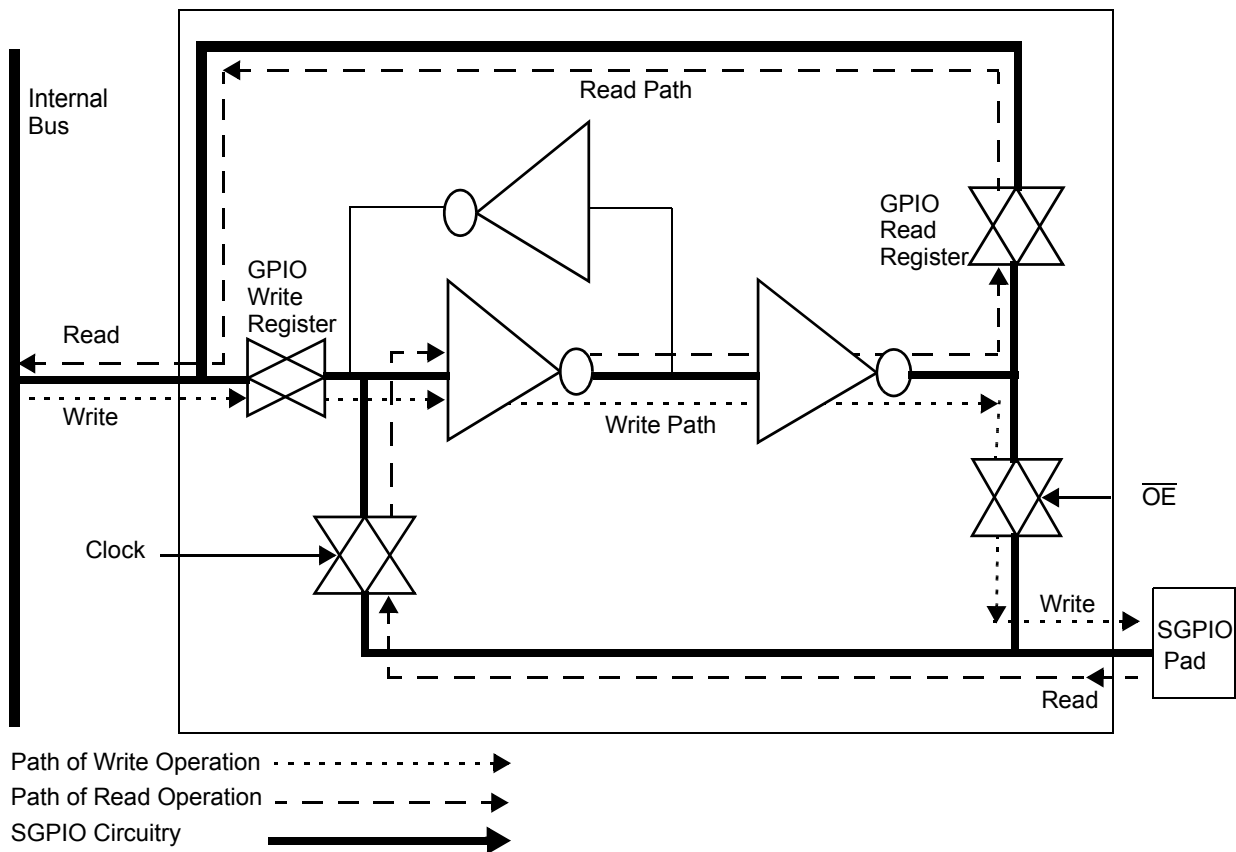 Internal
Bus
Read Path
GPIO
Read
Register
GPIO
Write
Register
Read
Write
Write Path
Clock
O̅E̅
Write
SGPIO
Pad
Read
Path of Write Operation
Path of Read Operation
SGPIO Circuitry